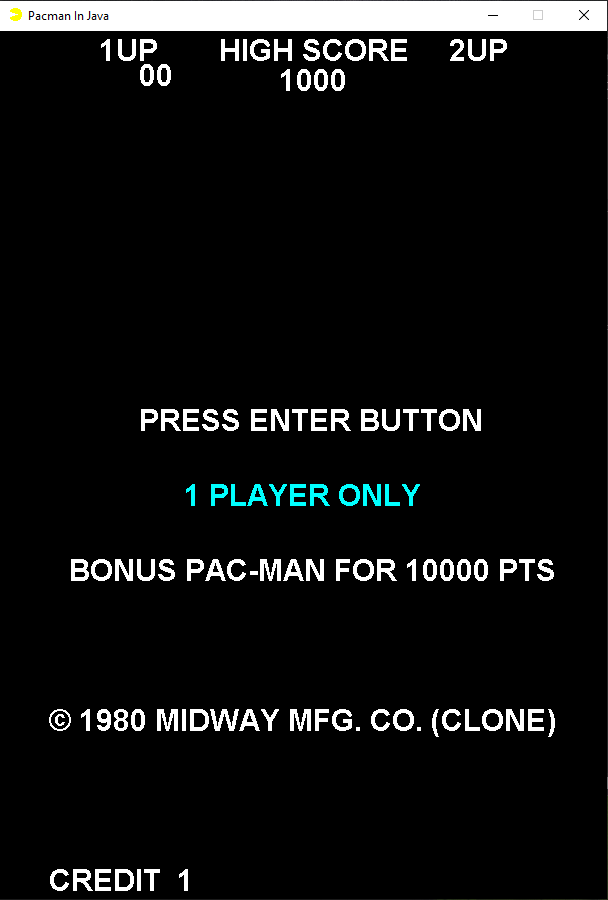 Pacman In Java
1UP HIGH SCORE 2UP
00 1000
PRESS ENTER BUTTON
1 PLAYER ONLY
BONUS PAC-MAN FOR 10000 PTS
© 1980 MIDWAY MFG. CO. (CLONE)
CREDIT 1